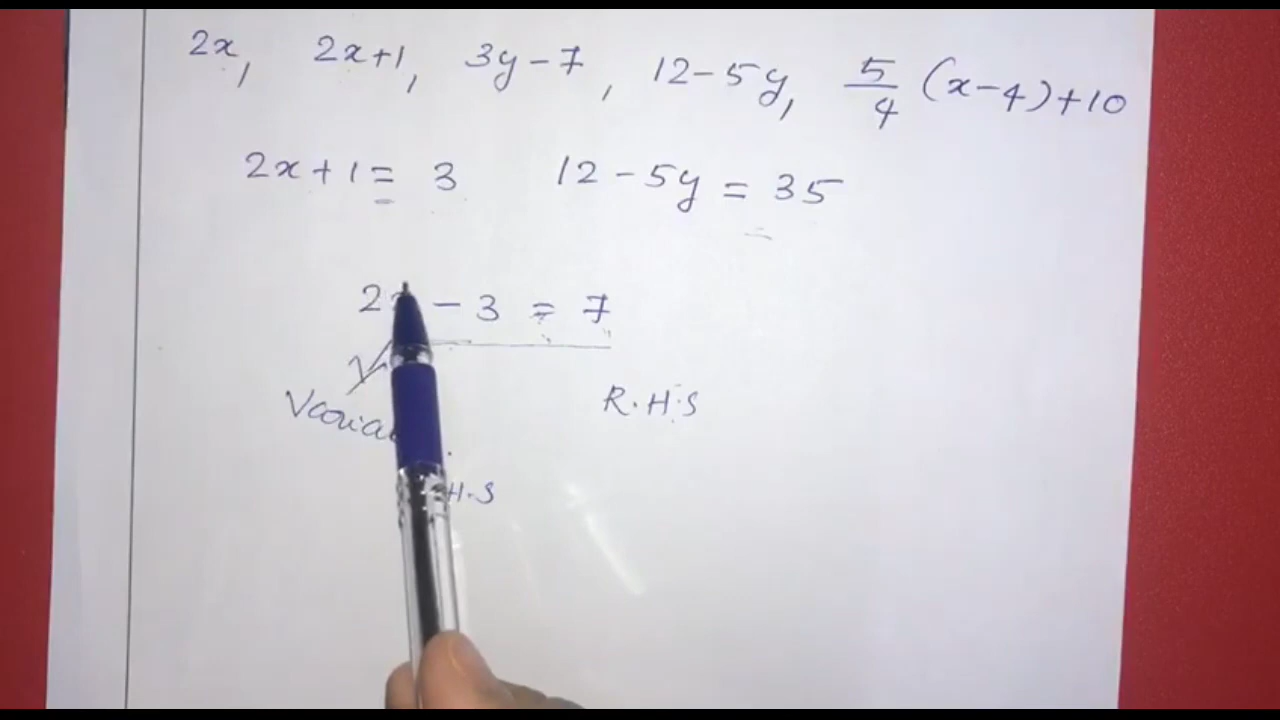 2x, 2x+1, 3y-7, 12-5y, 5/4 (x-4)+10
2x+1 = 3 12-5y = 35
- 3 = 7
R.H.S
H.S